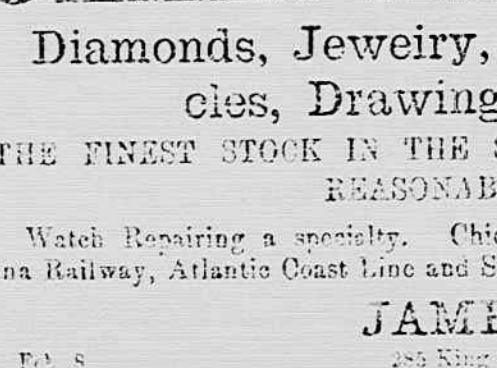 Diamonds, Jeweiry,
cles, Drawing
THE FINEST STOCK IN THE S
REASONAB
Watch Repairing a specialty. Chi
na Railway, Atlantic Coast Line and S
JAM
Feb. 8 285 King